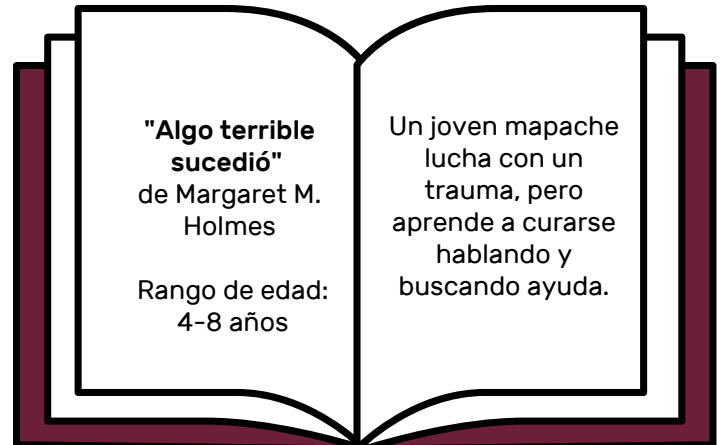 "Algo terrible
sucedió"
de Margaret M.
Holmes
Rango de edad:
4-8 años
Un joven mapache
lucha con un
trauma, pero
aprende a curarse
hablando y
buscando ayuda.